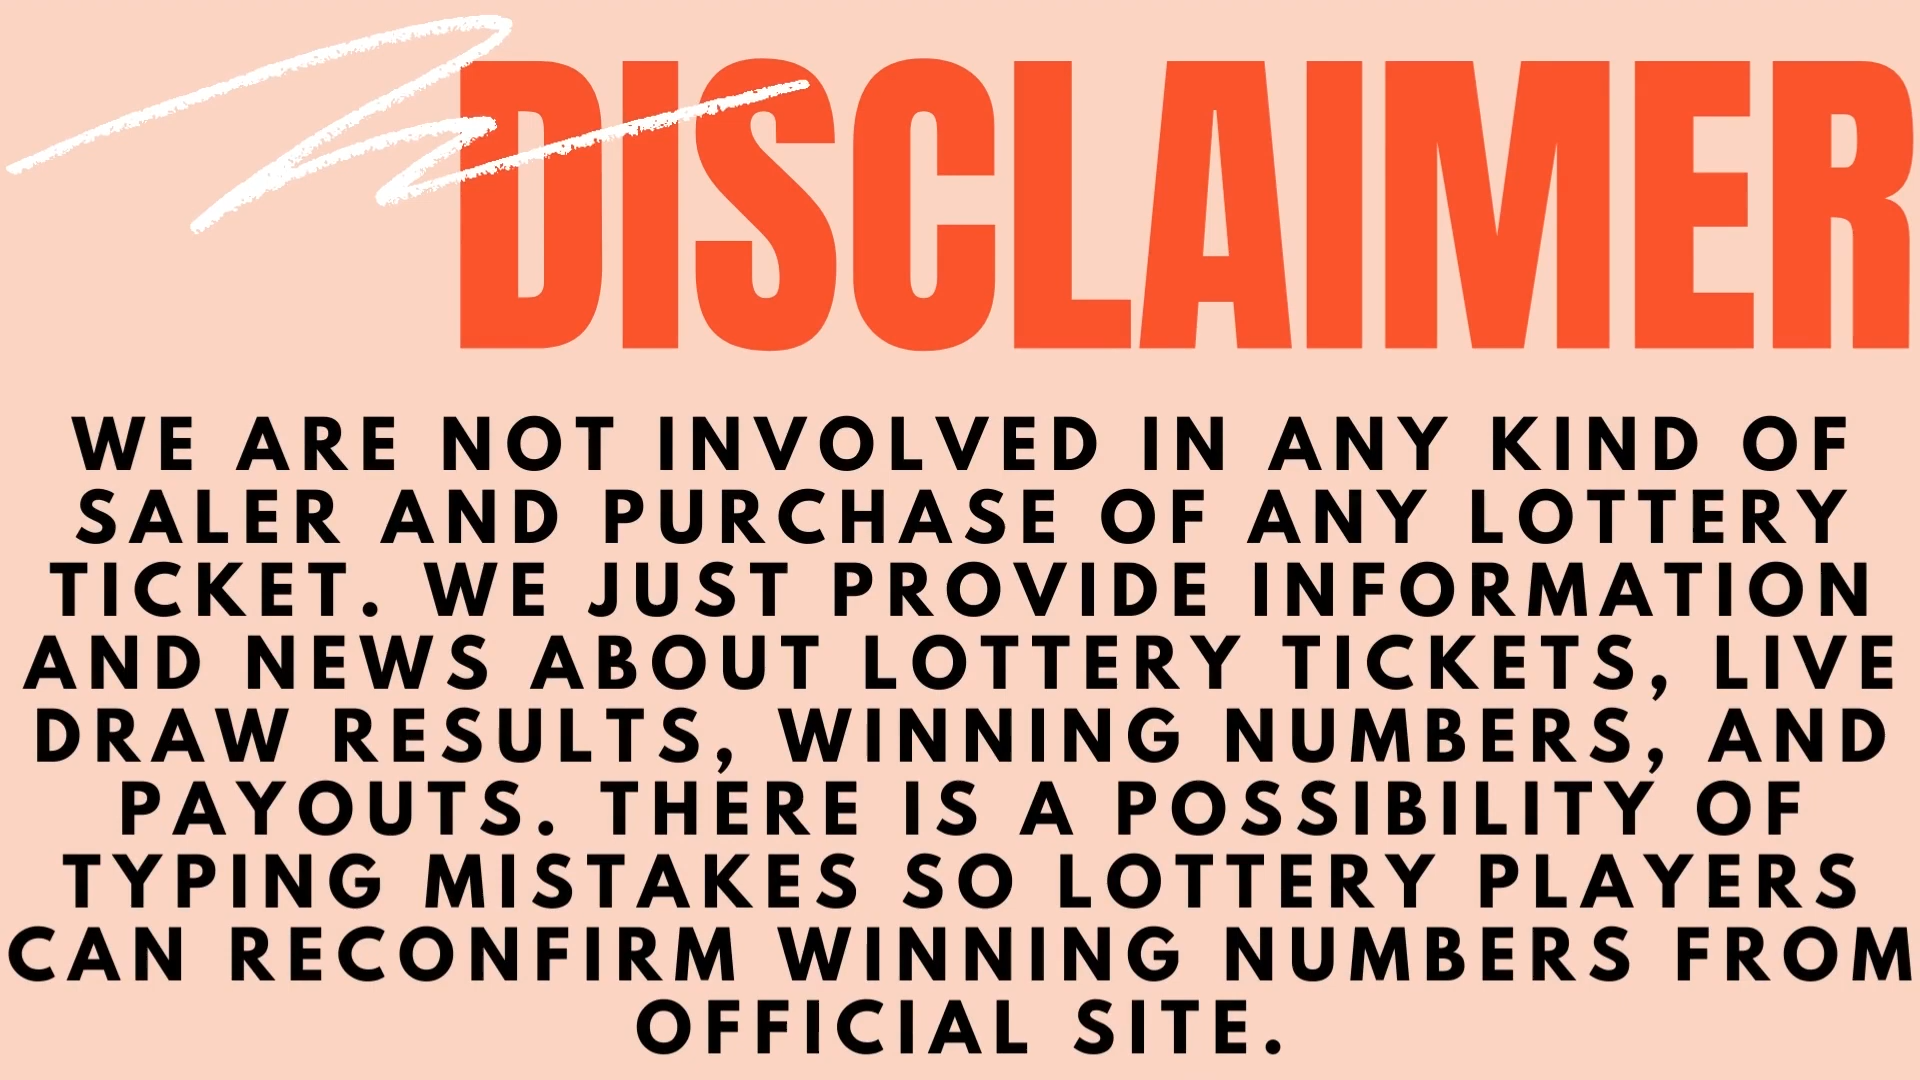 DISCLAIMER
WE ARE NOT INVOLVED IN ANY KIND OF
SALER AND PURCHASE OF ANY LOTTERY
TICKET. WE JUST PROVIDE INFORMATION
AND NEWS ABOUT LOTTERY TICKETS, LIVE
DRAW RESULTS, WINNING NUMBERS, AND
PAYOUTS. THERE IS A POSSIBILITY OF
TYPING MISTAKES SO LOTTERY PLAYERS
CAN RECONFIRM WINNING NUMBERS FROM
OFFICIAL SITE.